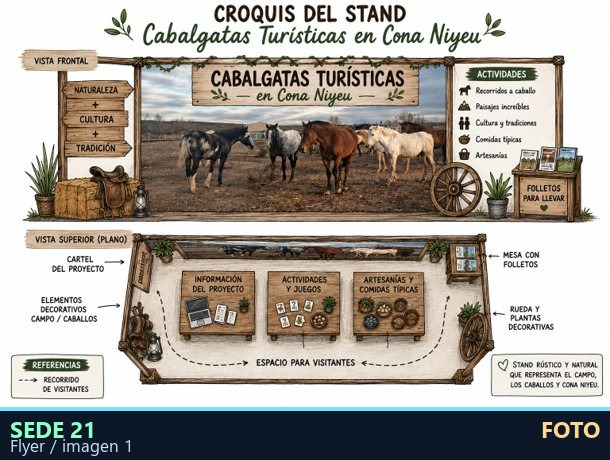 CROQUIS DEL STAND
Cabalgatas Turísticas en Cona Niyeu
VISTA FRONTAL
NATURALEZA
+
CULTURA
+
TRADICIÓN
CABALGATAS TURÍSTICAS
en Cona Niyeu
ACTIVIDADES
Recorridos a caballo
Paisajes increíbles
Cultura y tradiciones
Comidas típicas
Artesanías
FOLLETOS
PARA LLEVAR
VISTA SUPERIOR (PLANO)
CARTEL
DEL PROYECTO
ELEMENTOS
DECORATIVOS
CAMPO / CABALLOS
INFORMACIÓN
DEL PROYECTO
ACTIVIDADES
Y JUEGOS
ARTESANÍAS Y
COMIDAS TÍPICAS
ESPACIO PARA VISITANTES
MESA CON
FOLLETOS
RUEDA Y
PLANTAS
DECORATIVAS
REFERENCIAS
RECORRIDO
DE VISITANTES
STAND RÚSTICO Y NATURAL
QUE REPRESENTA EL CAMPO,
LOS CABALLOS Y CONA NIYEU.
SEDE 21
FOTO
Flyer / imagen 1